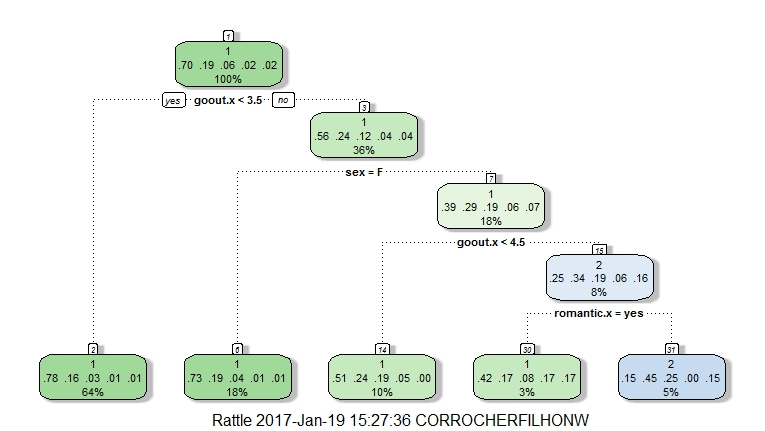 1
1
.70 .19 .06 .02 .02
100%
yes goout.x < 3.5 no
3
1
.56 .24 .12 .04 .04
36%
sex = F
7
1
.39 .29 .19 .06 .07
18%
goout.x < 4.5
15
2
.25 .34 .19 .06 .16
8%
romantic.x = yes
2
1
.78 .16 .03 .01 .01
64%
6
1
.73 .19 .04 .01 .01
18%
14
1
.51 .24 .19 .05 .00
10%
30
1
.42 .17 .08 .17 .17
3%
31
2
.15 .45 .25 .00 .15
5%
Rattle 2017-Jan-19 15:27:36 CORROCHERFILHONW